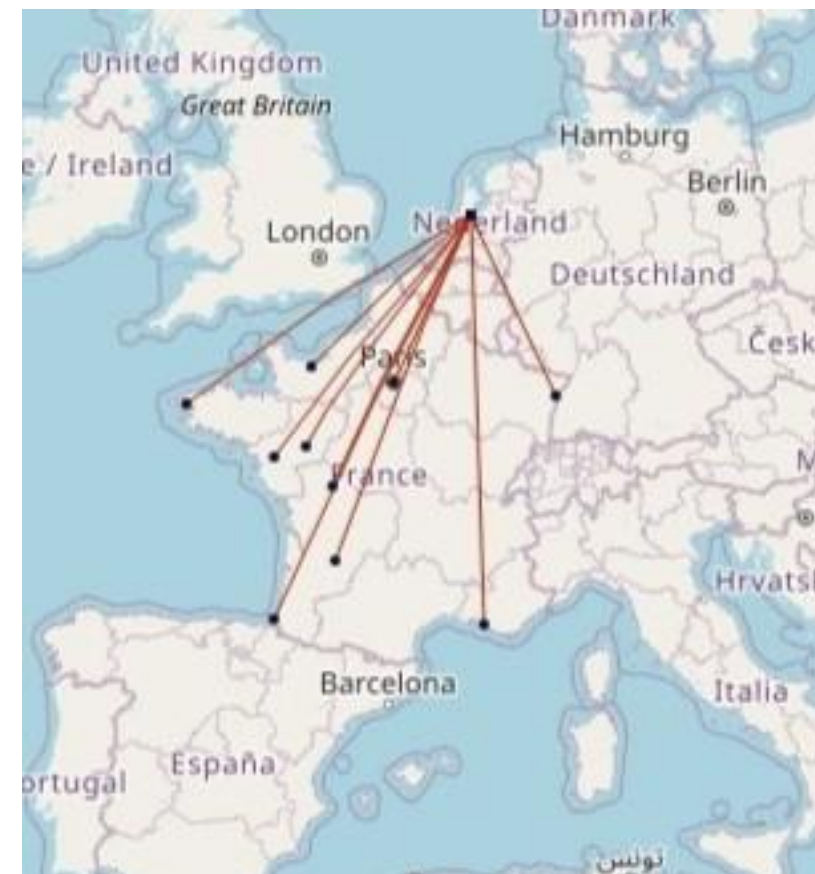 Danmark
United Kingdom
Great Britain
Hamburg
e / Ireland
Berlin
Nederland
London
Deutschland
Paris
Česk
France
M
Hrvats
Barcelona
Italia
España
ortugal
تونس